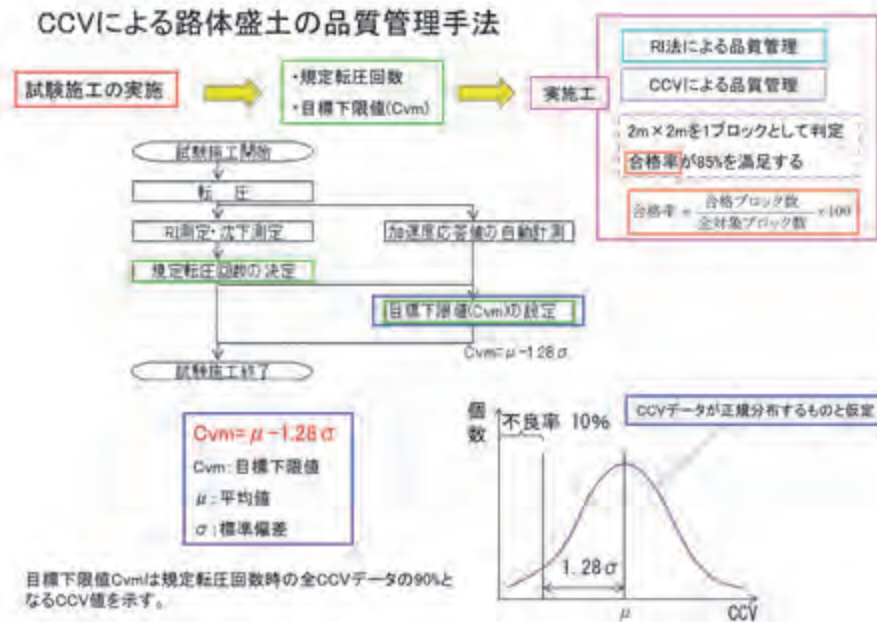 CCVによる路体盛土の品質管理手法
試験施工の実施
・規定転圧回数
・目標下限値(Cvm)
実施工
RI法による品質管理
CCVによる品質管理
2m×2mを1ブロックとして判定
合格率が85%を満足する
合格率 = 合格ブロック数 / 全対象ブロック数 ×100
試験施工開始
転 圧
RI測定・沈下測定
加速度応答値の自動計測
規定転圧回数の決定
目標下限値(Cvm)の設定
Cvm=μ-1.28σ
試験施工終了
Cvm=μ-1.28σ
Cvm:目標下限値
μ:平均値
σ:標準偏差
目標下限値Cvmは規定転圧回数時の全CCVデータの90%と
なるCCV値を示す。
個数
不良率 10%
CCVデータが正規分布するものと仮定
1.28σ
μ
CCV